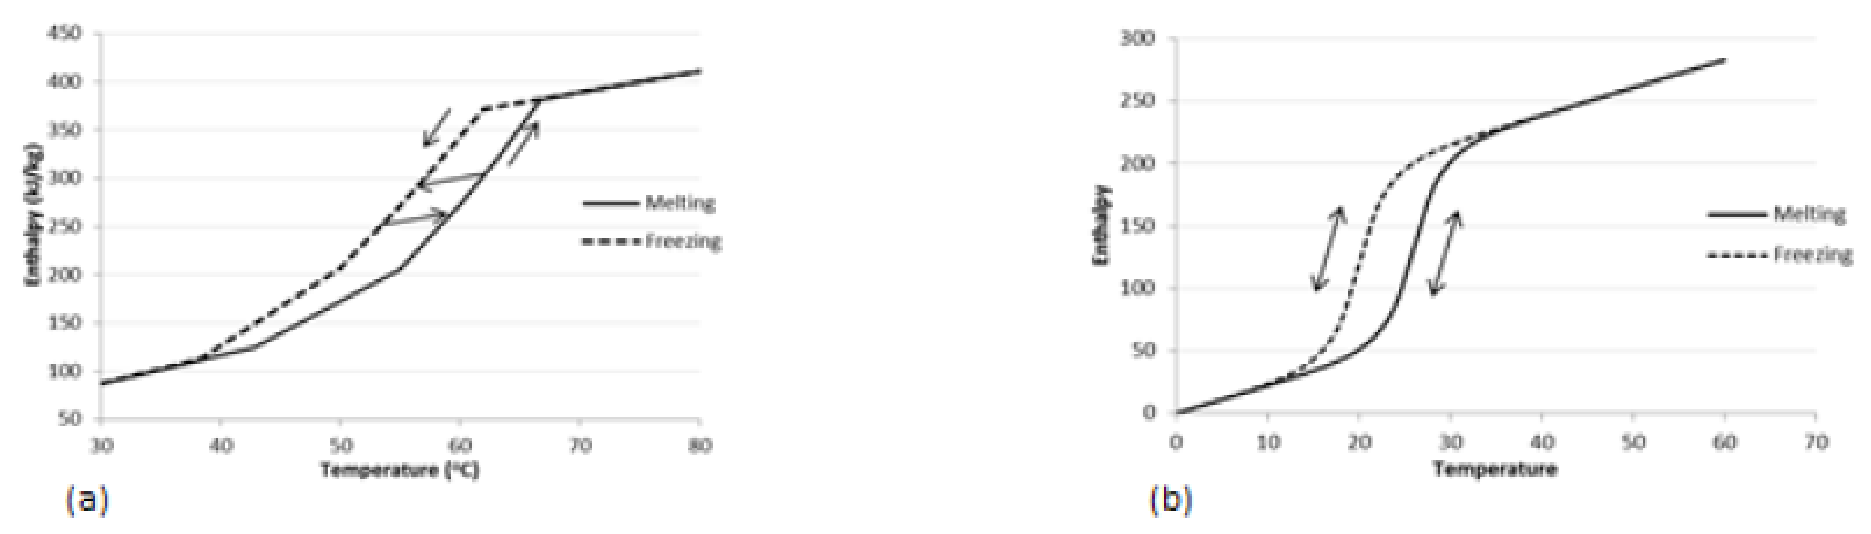 450
400
350
300
250
200
150
100
50
Enthalpy (kJ/kg)
30 40 50 60 70 80
Temperature (°C)
Melting
Freezing
(a)
300
250
200
150
100
50
0
Enthalpy
0 10 20 30 40 50 60 70
Temperature
Melting
Freezing
(b)